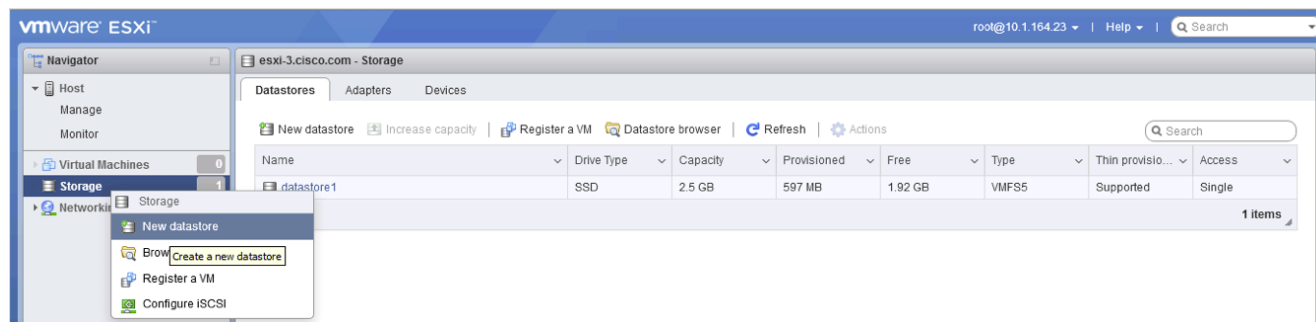 vmware ESXi™
root@10.1.164.23 | Help | Search
Navigator
esxi-3.cisco.com - Storage
Host
Manage
Monitor
Virtual Machines 0
Storage 1
Datastores Adapters Devices
New datastore Increase capacity | Register a VM Datastore browser | Refresh | Actions Search
Name Drive Type Capacity Provisioned Free Type Thin provisio... Access
datastore1 SSD 2.5 GB 597 MB 1.92 GB VMFS5 Supported Single
1 items
Storage
New datastore
Create a new datastore
Register a VM
Configure iSCSI